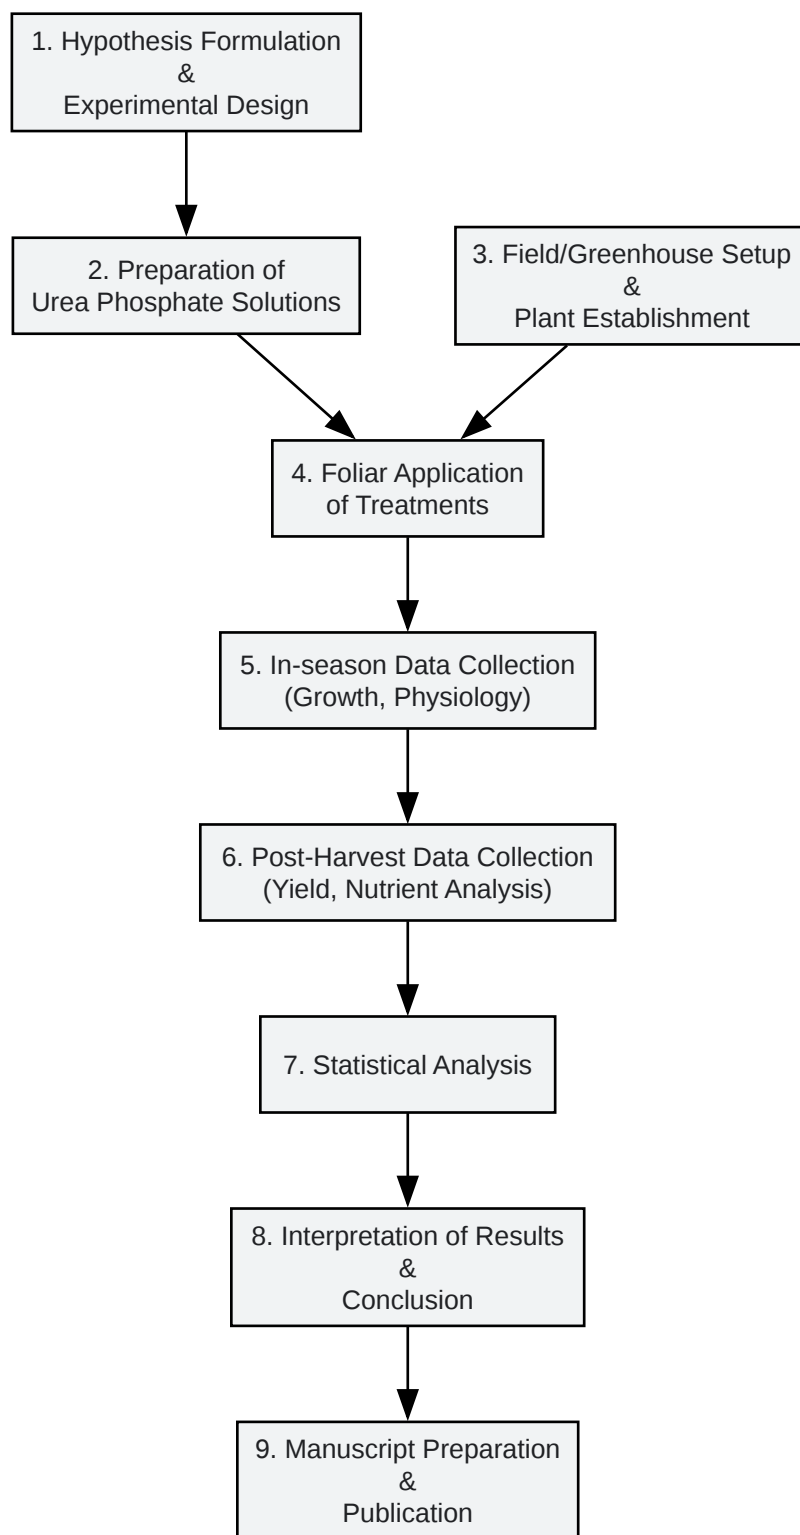 1. Hypothesis Formulation
&
Experimental Design
2. Preparation of
Urea Phosphate Solutions
3. Field/Greenhouse Setup
&
Plant Establishment
4. Foliar Application
of Treatments
5. In-season Data Collection
(Growth, Physiology)
6. Post-Harvest Data Collection
(Yield, Nutrient Analysis)
7. Statistical Analysis
8. Interpretation of Results
&
Conclusion
9. Manuscript Preparation
&
Publication